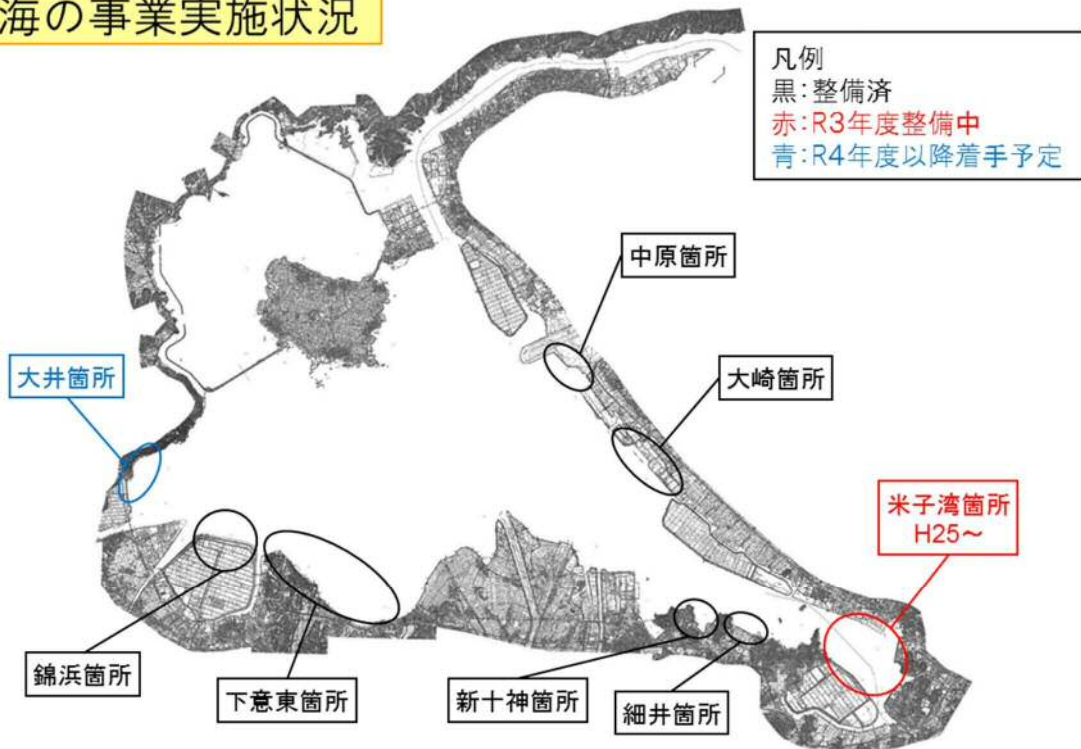 海の事業実施状況
凡例
黒:整備済
赤:R3年度整備中
青:R4年度以降着手予定
中原箇所
大井箇所
大崎箇所
米子湾箇所
H25～
錦浜箇所
下意東箇所
新十神箇所
細井箇所